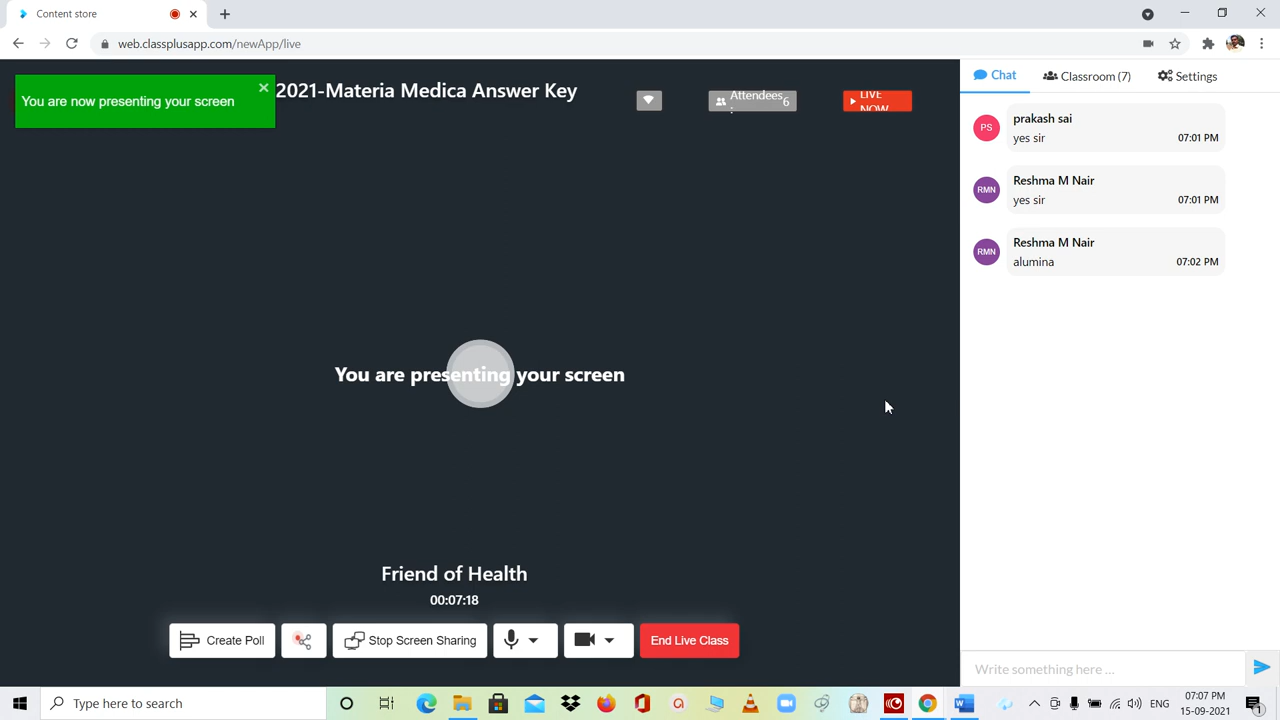 Content store
web.classplusapp.com/newApp/live
You are now presenting your screen
2021-Materia Medica Answer Key
Attendees :
6
LIVE NOW
Chat
Classroom (7)
Settings
PS
prakash sai
yes sir
07:01 PM
RMN
Reshma M Nair
yes sir
07:01 PM
RMN
Reshma M Nair
alumina
07:02 PM
You are presenting your screen
Friend of Health
00:07:18
Create Poll
Stop Screen Sharing
End Live Class
Write something here ...
Type here to search
ENG
07:07 PM
15-09-2021
1